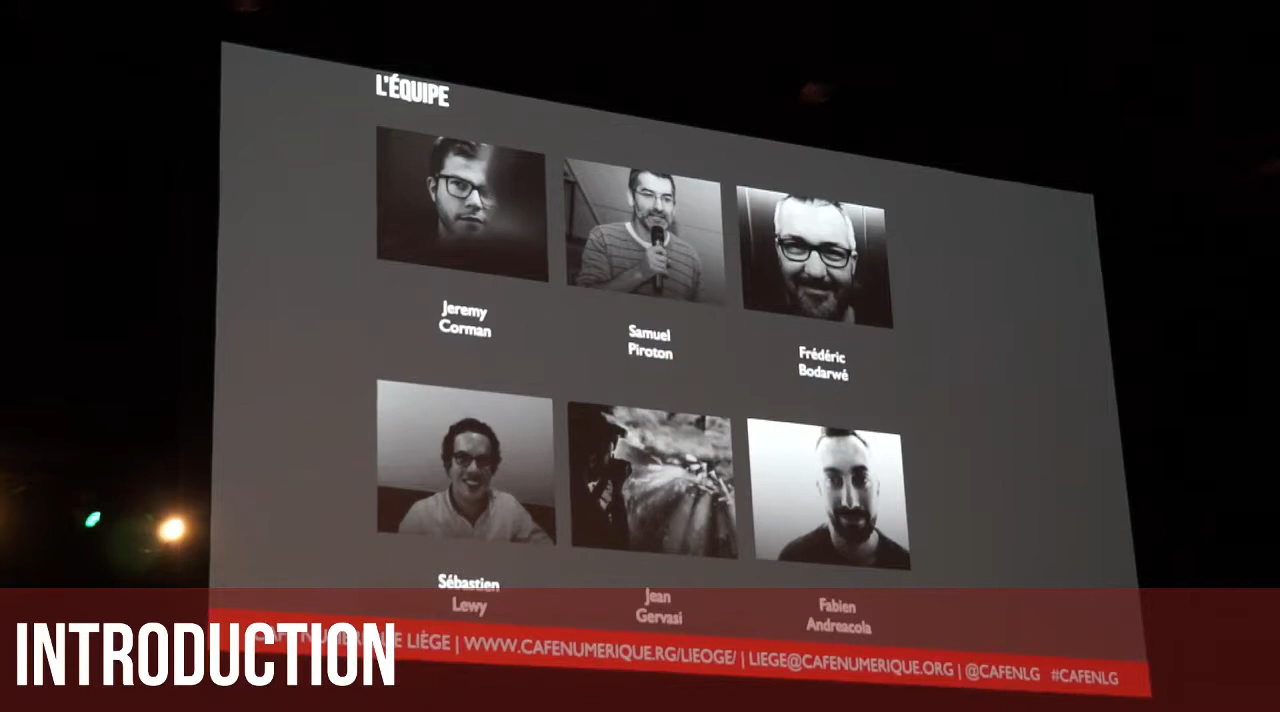 L'ÉQUIPE
Jeremy
Corman
Samuel
Piroton
Frédéric
Bodarwé
Sébastien
Lewy
Jean
Gervasi
Fabien
Andreacola
LIÈGE | WWW.CAFENUMERIQUE.RG/LIEOGE/ | LIEGE@CAFENUMERIQUE.ORG | @CAFENLG #CAFENLG
INTRODUCTION